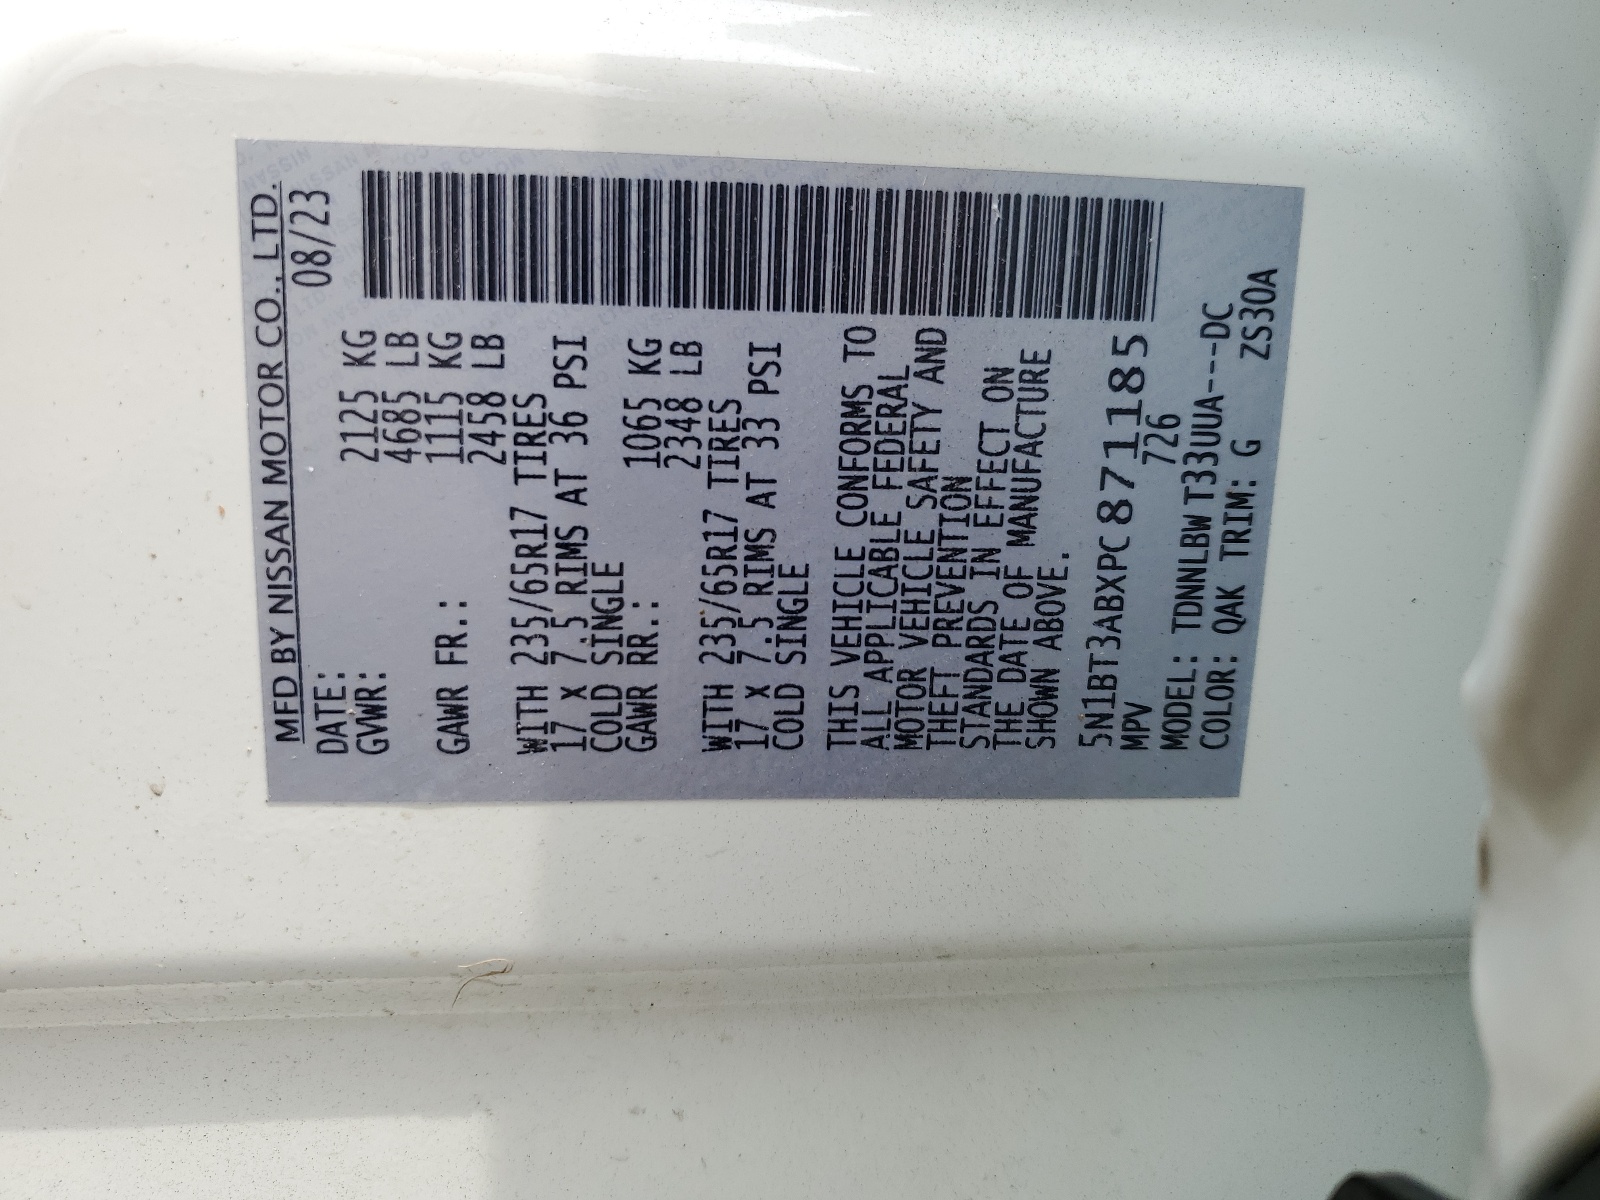 MFD BY NISSAN MOTOR CO., LTD.
DATE: 08/23
GVWR: 2125 KG
4685 LB
GAWR FR.: 1115 KG
2458 LB
WITH 235/65R17 TIRES
17 X 7.5 RIMS AT 36 PSI
COLD SINGLE
GAWR RR.: 1065 KG
2348 LB
WITH 235/65R17 TIRES
17 X 7.5 RIMS AT 33 PSI
COLD SINGLE
THIS VEHICLE CONFORMS TO
ALL APPLICABLE FEDERAL
MOTOR VEHICLE SAFETY AND
THEFT PREVENTION
STANDARDS IN EFFECT ON
THE DATE OF MANUFACTURE
SHOWN ABOVE.
5N1BT3ABXPC871185
MPV 726
MODEL: TDNNLBW T33UUA---DC
COLOR: QAK TRIM: G ZS30A